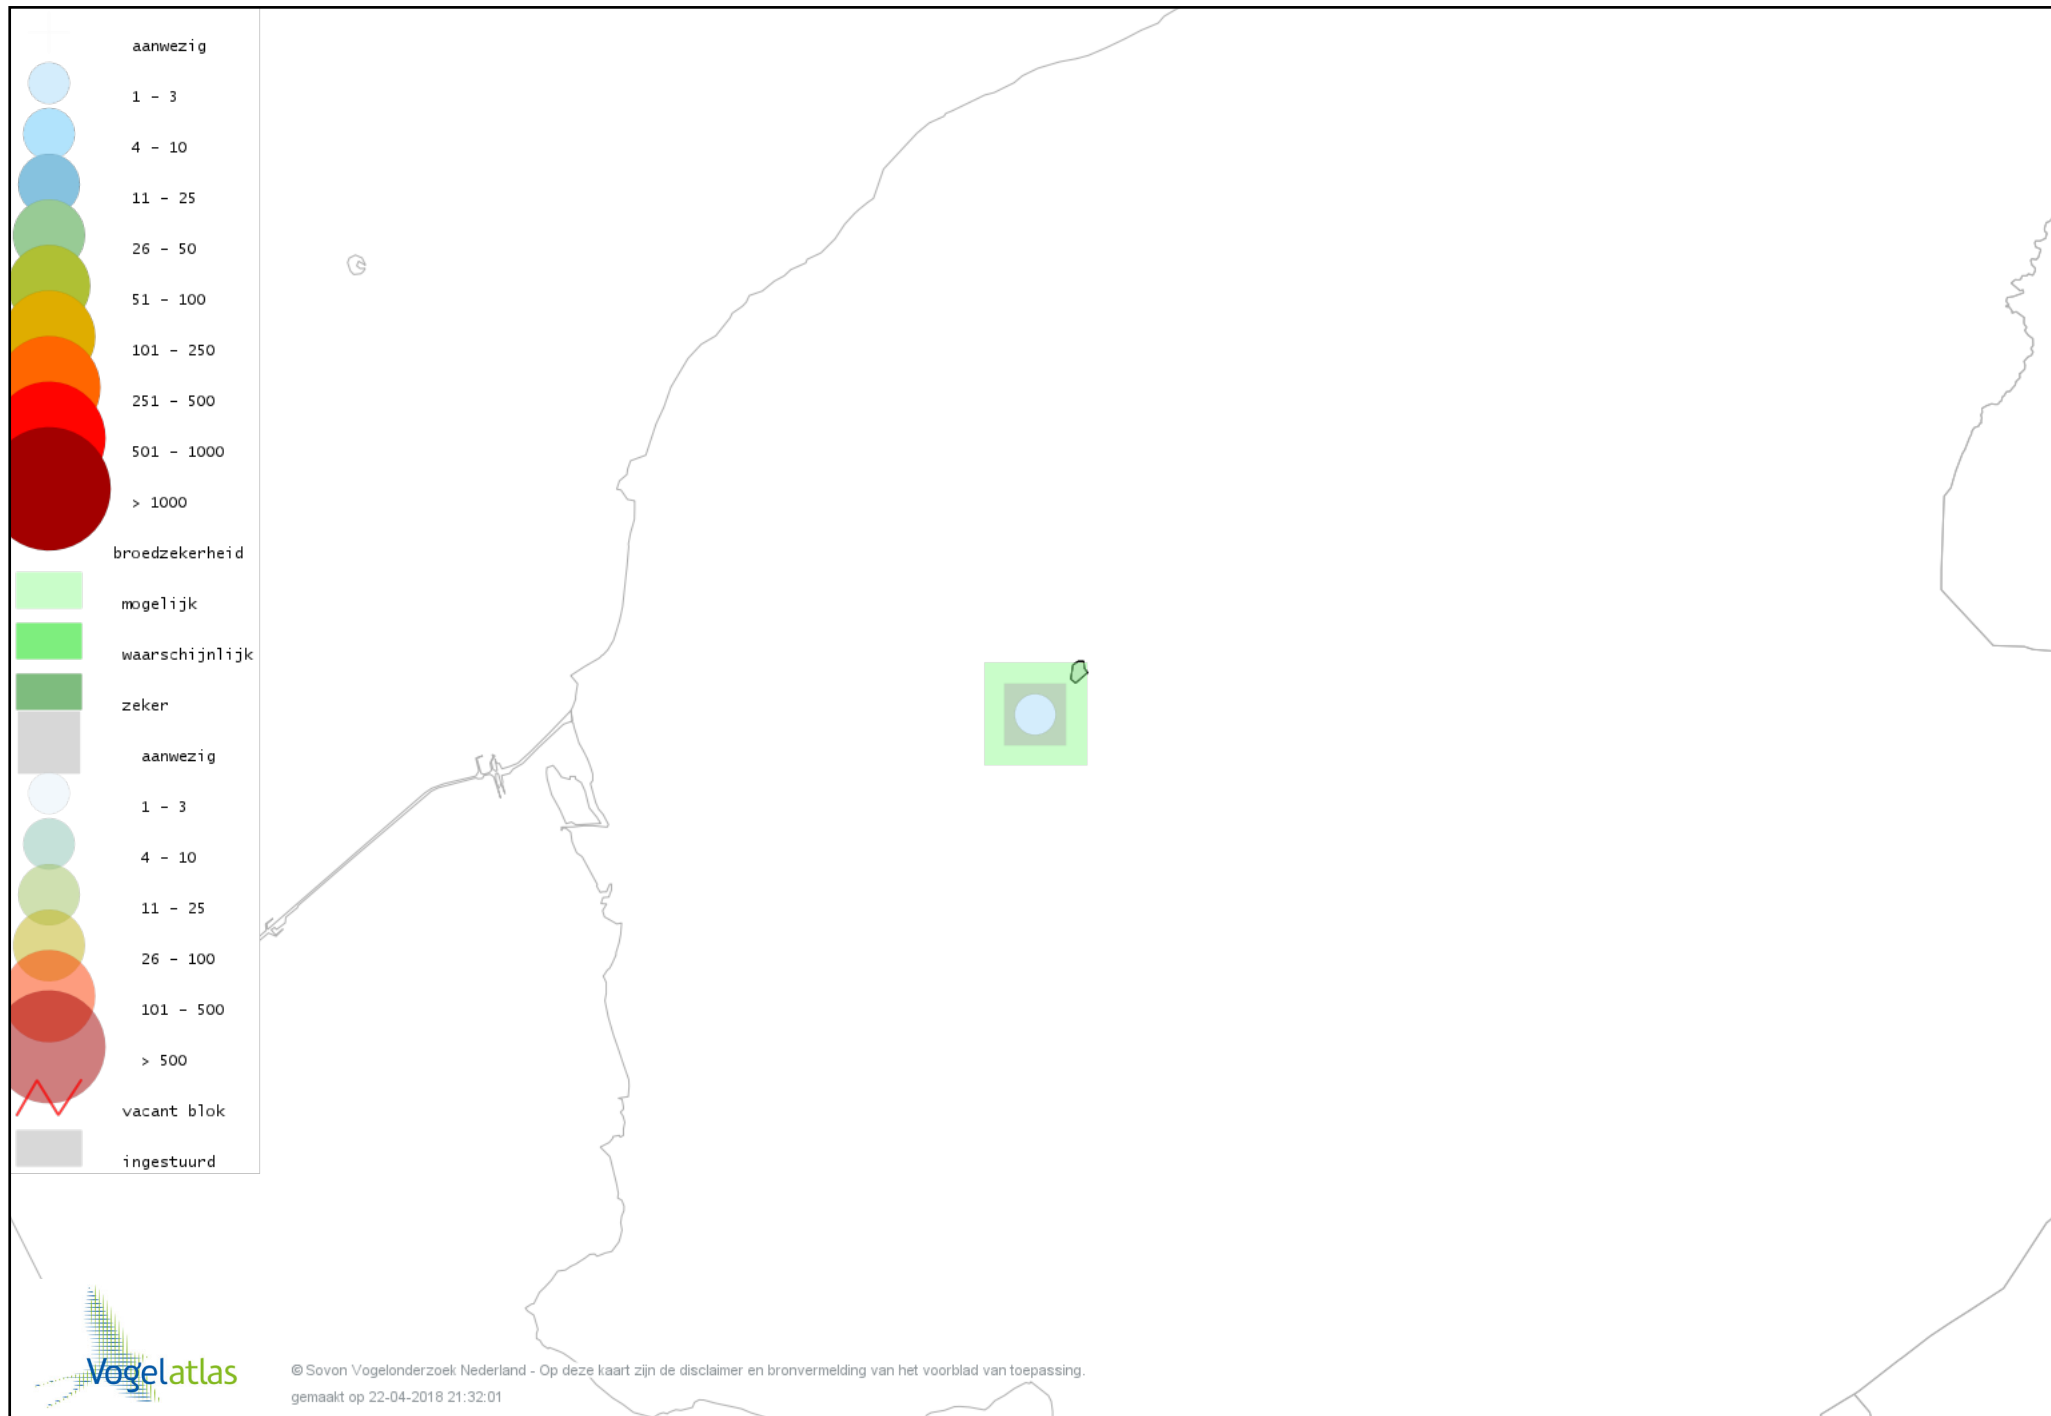 aanwezig
1 - 3
4 - 10
11 - 25
26 - 50
51 - 100
101 - 250
251 - 500
501 - 1000
> 1000
broedzekerheid
mogelijk
waarschijnlijk
zeker
aanwezig
1 - 3
4 - 10
11 - 25
26 - 100
101 - 500
> 500
vacant blok
ingestuurd
Vogelatlas
© Sovon Vogelonderzoek Nederland - Op deze kaart zijn de disclaimer en bronvermelding van het voorblad van toepassing.
gemaakt op 22-04-2018 21:32:01